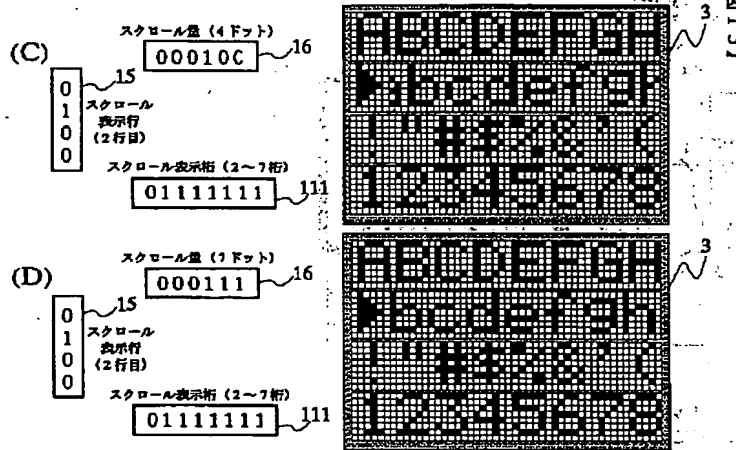 【図15】
(C)
スクロール量 (4ドット)
16
00010C
3
15
0
1
0
0
スクロール
表示行
(2行目)
スクロール表示桁 (2〜7桁)
01111111
111
ABCDEFGH
▶abcdefgh
!"#$%&'(
12345678
(D)
スクロール量 (7ドット)
16
000111
3
15
0
1
0
0
スクロール
表示行
(2行目)
スクロール表示桁 (2〜7桁)
01111111
111
ABCDEFGH
▶bcdefgh
!"#$%&'(
12345678